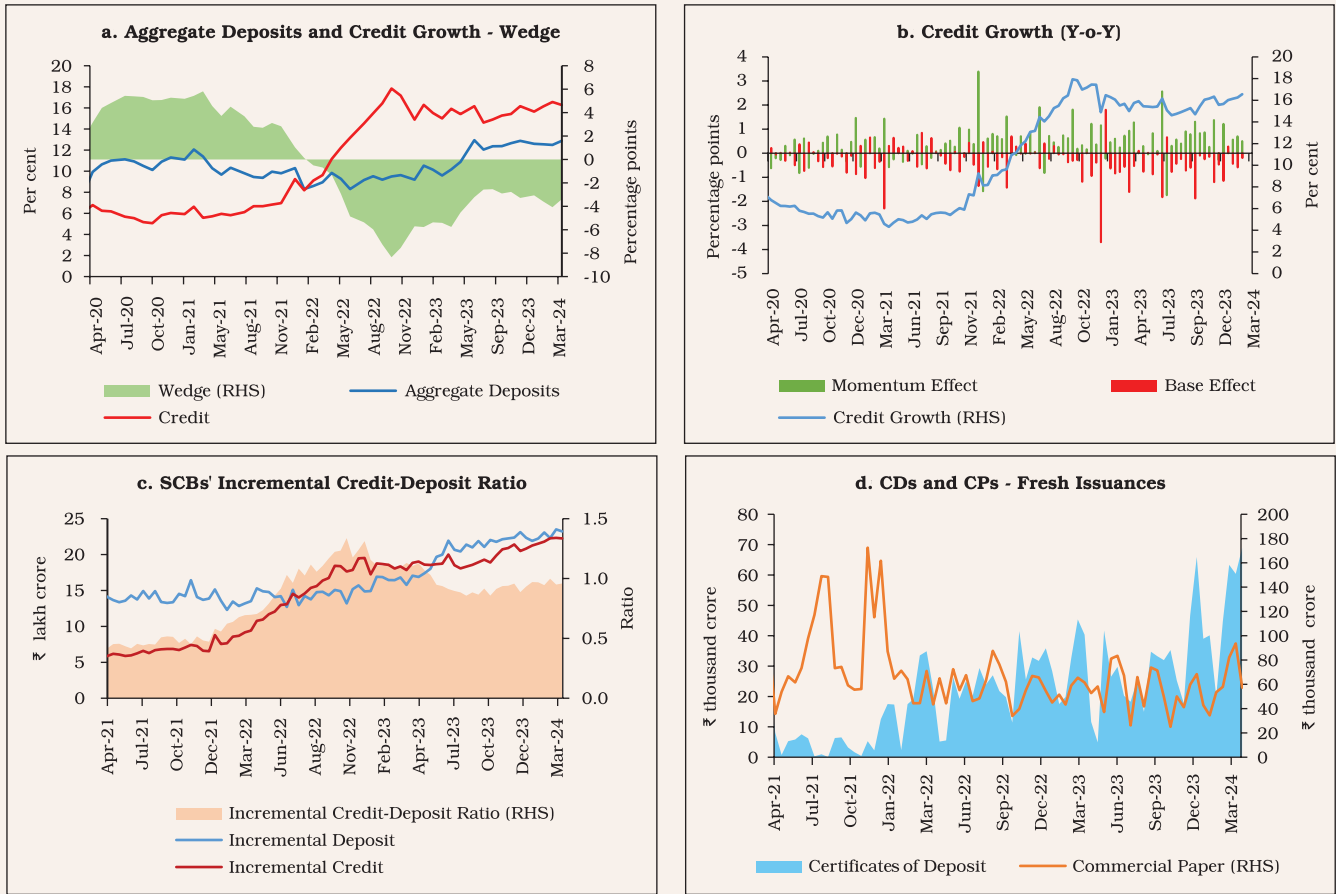 a. Aggregate Deposits and Credit Growth - Wedge
20
18
16
14
12
10
8
6
4
2
0
Per cent
8
6
4
2
0
-2
-4
-6
-8
-10
Percentage points
Apr-20
Jul-20
Oct-20
Jan-21
May-21
Aug-21
Nov-21
Feb-22
May-22
Aug-22
Nov-22
Feb-23
May-23
Sep-23
Dec-23
Mar-24
Wedge (RHS)
Aggregate Deposits
Credit
b. Credit Growth (Y-o-Y)
4
3
2
1
0
-1
-2
-3
-4
-5
Percentage points
20
18
16
14
12
10
8
6
4
2
0
Per cent
Apr-20
Jul-20
Oct-20
Dec-20
Mar-21
Jun-21
Sep-21
Nov-21
Feb-22
May-22
Aug-22
Oct-22
Jan-23
Apr-23
Jul-23
Sep-23
Dec-23
Mar-24
Momentum Effect
Base Effect
Credit Growth (RHS)
c. SCBs' Incremental Credit-Deposit Ratio
25
20
15
10
5
0
₹ lakh crore
1.5
1.0
0.5
0.0
Ratio
Apr-21
Jul-21
Oct-21
Dec-21
Mar-22
Jun-22
Aug-22
Nov-22
Feb-23
Apr-23
Jul-23
Oct-23
Dec-23
Mar-24
Incremental Credit-Deposit Ratio (RHS)
Incremental Deposit
Incremental Credit
d. CDs and CPs - Fresh Issuances
80
70
60
50
40
30
20
10
0
₹ thousand crore
200
180
160
140
120
100
80
60
40
20
0
₹ thousand crore
Apr-21
Jul-21
Oct-21
Jan-22
Mar-22
Jun-22
Sep-22
Dec-22
Mar-23
Jun-23
Sep-23
Dec-23
Mar-24
Certificates of Deposit
Commercial Paper (RHS)